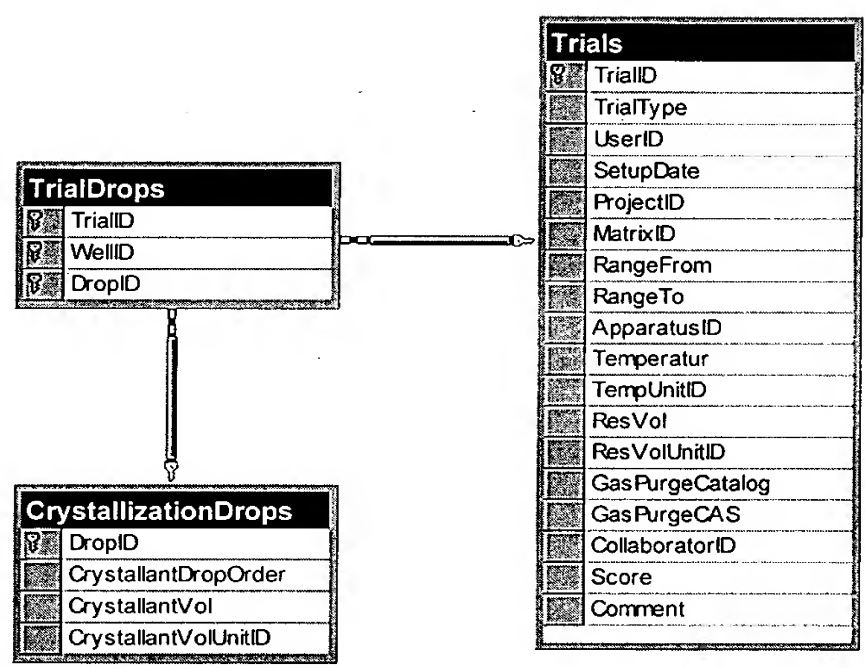 TrialDrops
TrialID
WellID
DropID
CrystallizationDrops
DropID
CrystallantDropOrder
CrystallantVol
CrystallantVolUnitID
Trials
TrialID
TrialType
UserID
SetupDate
ProjectID
MatrixID
RangeFrom
RangeTo
ApparatusID
Temperatur
TempUnitID
ResVol
ResVolUnitID
GasPurgeCatalog
GasPurgeCAS
CollaboratorID
Score
Comment